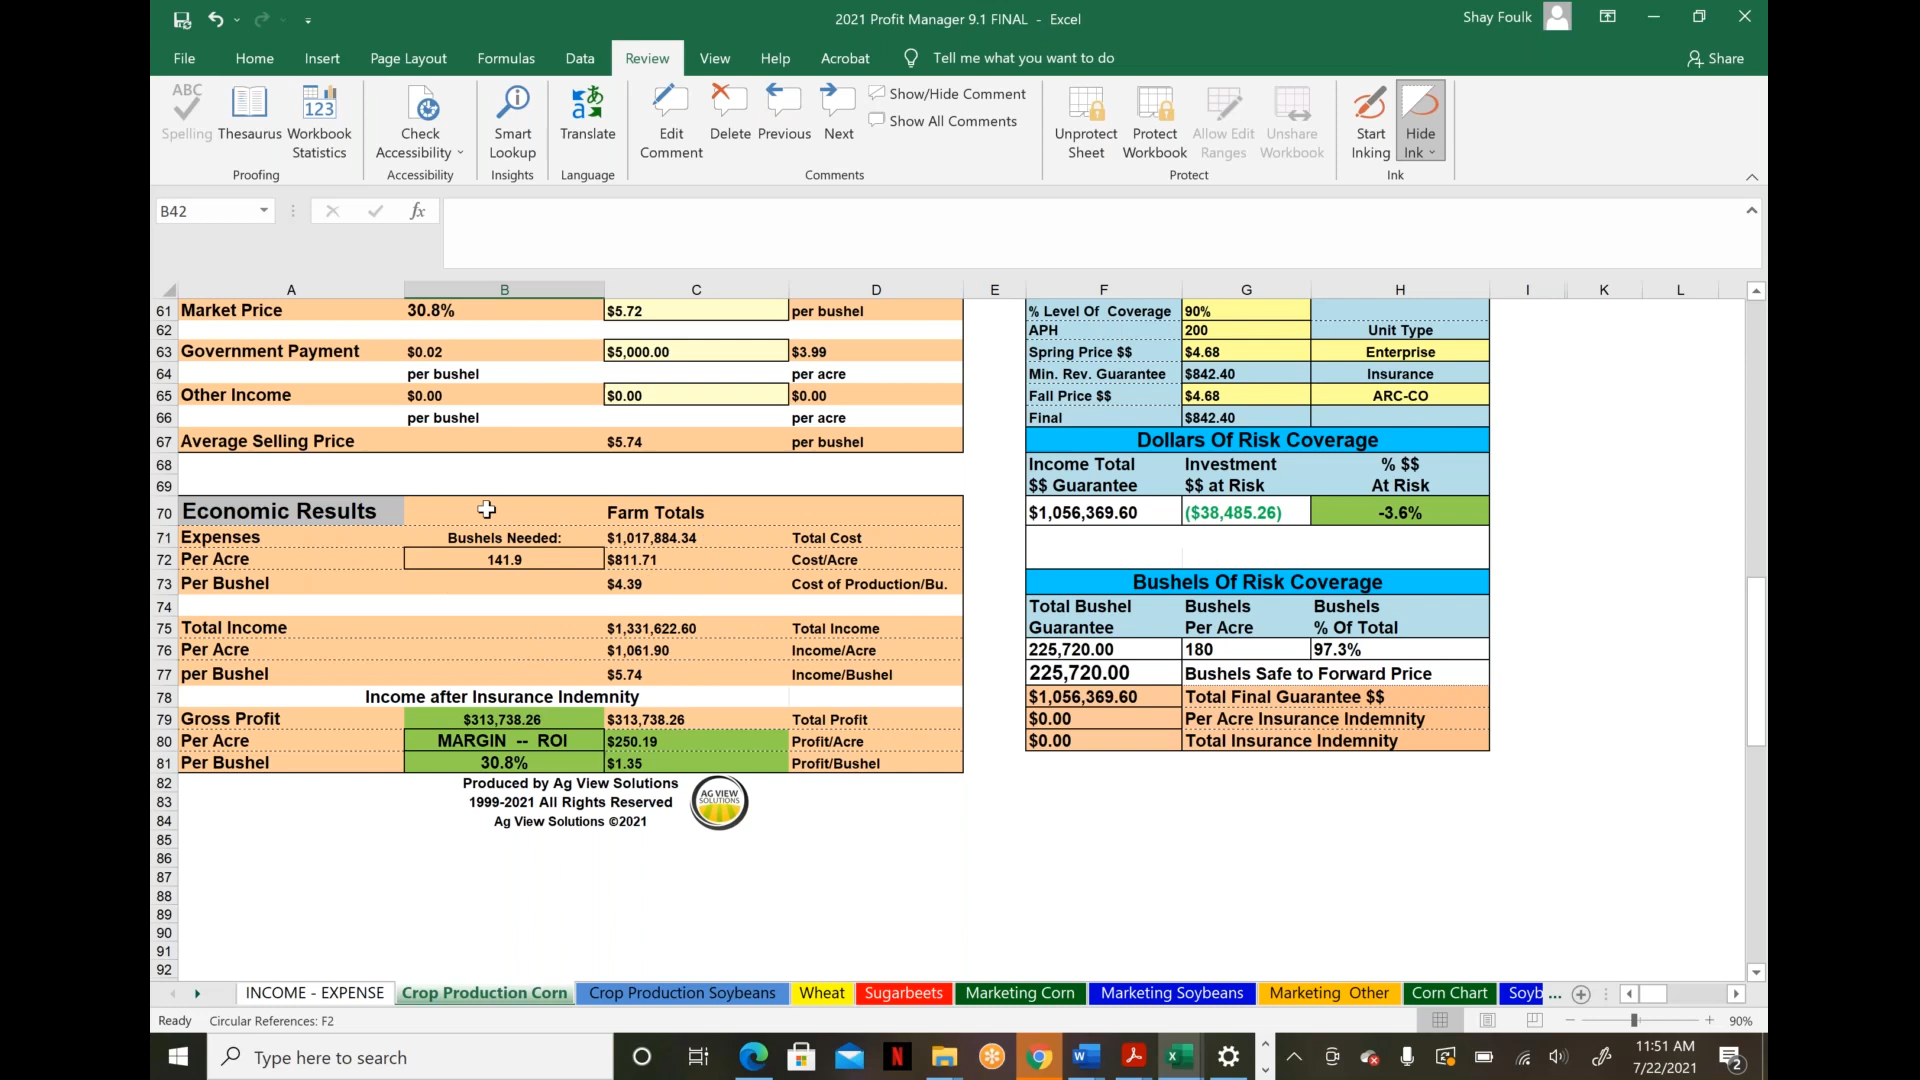 2021 Profit Manager 9.1 FINAL - Excel
Shay Foulk
File Home Insert Page Layout Formulas Data Review View Help Acrobat Tell me what you want to do Share
ABC
Spelling
Thesaurus
123
Workbook Statistics
Proofing
Check Accessibility
Accessibility
Smart Lookup
Insights
Translate
Language
Edit Comment
Delete
Previous
Next
Show/Hide Comment
Show All Comments
Comments
Unprotect Sheet
Protect Workbook
Allow Edit Ranges
Unshare Workbook
Protect
Start Inking
Hide Ink
Ink
B42
fx
A B C D E F G H I K L
61 Market Price 30.8% $5.72 per bushel % Level Of Coverage 90%
62 APH 200 Unit Type
63 Government Payment $0.02 $5,000.00 $3.99 Spring Price $$ $4.68 Enterprise
64 per bushel per acre Min. Rev. Guarantee $842.40 Insurance
65 Other Income $0.00 $0.00 $0.00 Fall Price $$ $4.68 ARC-CO
66 per bushel per acre Final $842.40
67 Average Selling Price $5.74 per bushel Dollars Of Risk Coverage
68 Income Total Investment % $$
69 $$ Guarantee $$ at Risk At Risk
70 Economic Results Farm Totals $1,056,369.60 ($38,485.26) -3.6%
71 Expenses Bushels Needed: $1,017,884.34 Total Cost
72 Per Acre 141.9 $811.71 Cost/Acre
73 Per Bushel $4.39 Cost of Production/Bu. Bushels Of Risk Coverage
74 Total Bushel Bushels Bushels
75 Total Income $1,331,622.60 Total Income Guarantee Per Acre % Of Total
76 Per Acre $1,061.90 Income/Acre 225,720.00 180 97.3%
77 per Bushel $5.74 Income/Bushel 225,720.00 Bushels Safe to Forward Price
78 Income after Insurance Indemnity $1,056,369.60 Total Final Guarantee $$
79 Gross Profit $313,738.26 $313,738.26 Total Profit $0.00 Per Acre Insurance Indemnity
80 Per Acre MARGIN -- ROI $250.19 Profit/Acre $0.00 Total Insurance Indemnity
81 Per Bushel 30.8% $1.35 Profit/Bushel
82 Produced by Ag View Solutions
83 1999-2021 All Rights Reserved
84 Ag View Solutions ©2021
AG VIEW
SOLUTIONS
85
86
87
88
89
90
91
92
INCOME - EXPENSE Crop Production Corn Crop Production Soybeans Wheat Sugarbeets Marketing Corn Marketing Soybeans Marketing Other Corn Chart Soyb ...
Ready Circular References: F2 90%
Type here to search
N
W
X
11:51 AM
7/22/2021
2